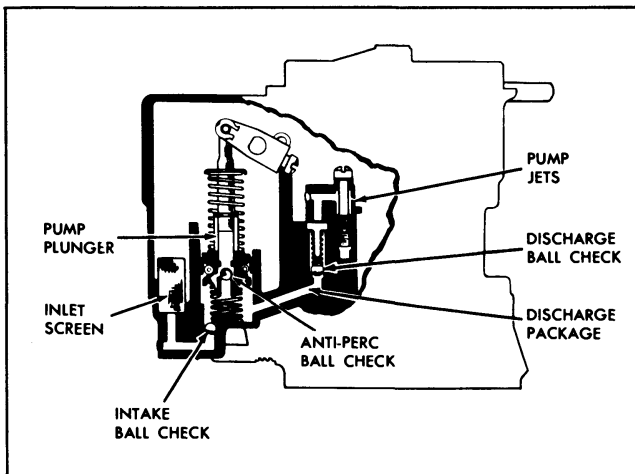 PUMP
JETS
PUMP
PLUNGER
DISCHARGE
BALL CHECK
INLET
SCREEN
ANTI-PERC
BALL CHECK
DISCHARGE
PACKAGE
INTAKE
BALL CHECK